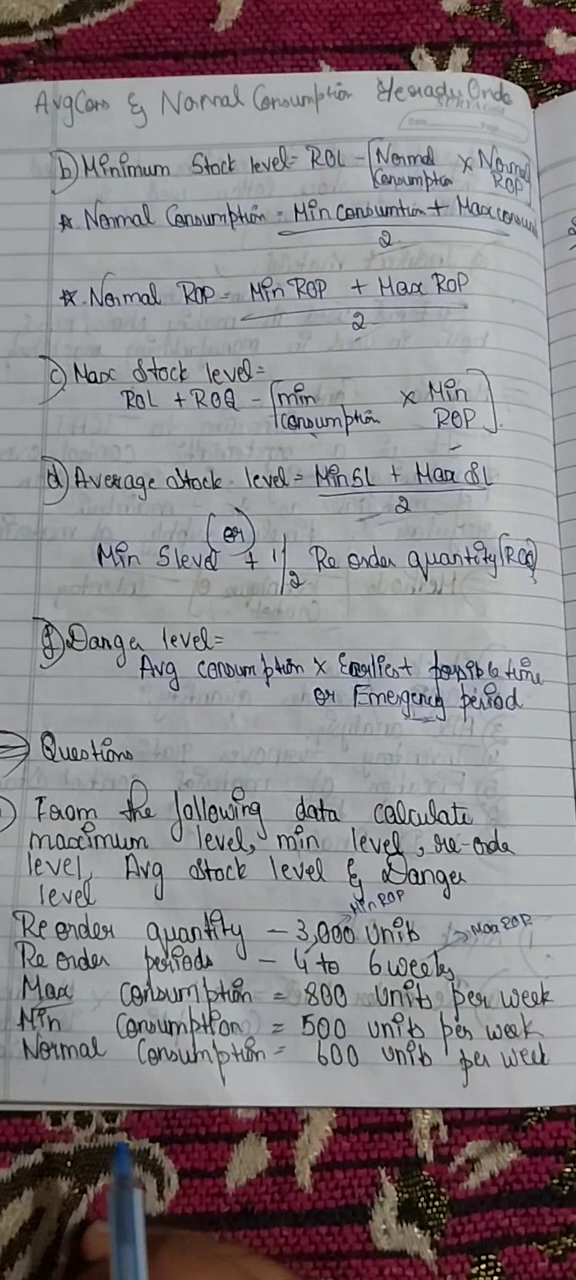 Avg Cons & Normal Consumption already
b) Minimum Stock level = ROL - [Normal Consumption × Normal ROP]
* Normal Consumption = Min consumtion + Max consum
2
* Normal ROP = Min ROP + Max ROP
2
c) Max Stock level =
ROL + ROQ - [min consumption × Min ROP]
d) Average Stock level = Min SL + Max SL
2
(or)
Min Slevel + 1/2 Re order quantity (ROQ)
f) Danger level =
Avg consumption × Earliest possible time
or Emergency period
Questions
From the following data calculate
maximum level, min level, re-orde
level, Avg Stock level & Danger
level
Min ROP
Re order quantity - 3,000 Units
Max ROP
Re order periods - 4 to 6 weeks
Max consumption = 800 Units per week
Min consumption = 500 units per week
Normal Consumption = 600 units per week